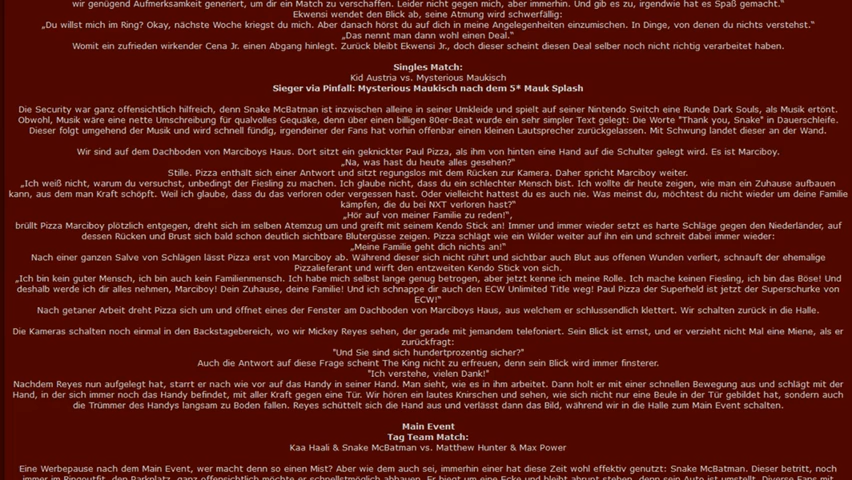 wir genügend Aufmerksamkeit generiert, um dir ein Match zu verschaffen. Leider nicht gegen mich, aber immerhin. Und gib es zu, irgendwie hat es Spaß gemacht.“
Ekwensi wendet den Blick ab, seine Atmung wird schwerfällig:
„Du willst mich im Ring? Okay, nächste Woche kriegst du mich. Aber danach hörst du auf dich in meine Angelegenheiten einzumischen. In Dinge, von denen du nichts verstehst.“
„Das nennt man dann wohl einen Deal.“
Womit ein zufrieden wirkender Cena Jr. einen Abgang hinlegt. Zurück bleibt Ekwensi Jr., doch dieser scheint diesen Deal selber noch nicht richtig verarbeitet haben.
Singles Match:
Kid Austria vs. Mysterious Maukisch
Sieger via Pinfall: Mysterious Maukisch nach dem 5* Mauk Splash
Die Security war ganz offensichtlich hilfreich, denn Snake McBatman ist inzwischen alleine in seiner Umkleide und spielt auf seiner Nintendo Switch eine Runde Dark Souls, als Musik ertönt.
Obwohl, Musik wäre eine nette Umschreibung für qualvolles Gequäke, denn über einen billigen 80er-Beat wurde ein sehr simpler Text gelegt: Die Worte "Thank you, Snake" in Dauerschleife.
Dieser folgt umgehend der Musik und wird schnell fündig, irgendeiner der Fans hat vorhin offenbar einen kleinen Lautsprecher zurückgelassen. Mit Schwung landet dieser an der Wand.
Wir sind auf dem Dachboden von Marciboys Haus. Dort sitzt ein geknickter Paul Pizza, als ihm von hinten eine Hand auf die Schulter gelegt wird. Es ist Marciboy.
„Na, was hast du heute alles gesehen?“
Stille. Pizza enthält sich einer Antwort und sitzt regungslos mit dem Rücken zur Kamera. Daher spricht Marciboy weiter.
„Ich weiß nicht, warum du versuchst, unbedingt der Fiesling zu machen. Ich glaube nicht, dass du ein schlechter Mensch bist. Ich wollte dir heute zeigen, wie man ein Zuhause aufbauen
kann, aus dem man Kraft schöpft. Weil ich glaube, dass du das verloren oder vergessen hast. Oder vielleicht hattest du es auch nie. Was meinst du, möchtest du nicht wieder um deine Familie
kämpfen, die du bei NXT verloren hast?“
„Hör auf von meiner Familie zu reden!“,
brüllt Pizza Marciboy plötzlich entgegen, dreht sich im selben Atemzug um und greift mit seinem Kendo Stick an! Immer und immer wieder setzt es harte Schläge gegen den Niederländer, auf
dessen Rücken und Brust sich bald schon deutlich sichtbare Blutergüsse zeigen. Pizza schlägt wie ein Wilder weiter auf ihn ein und schreit dabei immer wieder:
„Meine Familie geht dich nichts an!“
Nach einer ganzen Salve von Schlägen lässt Pizza erst von Marciboy ab. Während dieser sich nicht rührt und sichtbar auch Blut aus offenen Wunden verliert, schnauft der ehemalige
Pizzalieferant und wirft den entzweiten Kendo Stick von sich.
„Ich bin kein guter Mensch, ich bin auch kein Familienmensch. Ich habe mich selbst lange genug betrogen, aber jetzt kenne ich meine Rolle. Ich mache keinen Fiesling, ich bin das Böse! Und
deshalb werde ich dir alles nehmen, Marciboy! Dein Zuhause, deine Familie! Und ich schnappe dir auch den ECW Unlimited Title weg! Paul Pizza der Superheld ist jetzt der Superschurke von
ECW!“
Nach getaner Arbeit dreht Pizza sich um und öffnet eines der Fenster am Dachboden von Marciboys Haus, aus welchem er schlussendlich klettert. Wir schalten zurück in die Halle.
Die Kameras schalten noch einmal in den Backstagebereich, wo wir Mickey Reyes sehen, der gerade mit jemandem telefoniert. Sein Blick ist ernst, und er verzieht nicht Mal eine Miene, als er
zurückfragt:
"Und Sie sind sich hundertprozentig sicher?"
Auch die Antwort auf diese Frage scheint The King nicht zu erfreuen, denn sein Blick wird immer finsterer.
"Ich verstehe, vielen Dank!"
Nachdem Reyes nun aufgelegt hat, starrt er nach wie vor auf das Handy in seiner Hand. Man sieht, wie es in ihm arbeitet. Dann holt er mit einer schnellen Bewegung aus und schlägt mit der
Hand, in der sich immer noch das Handy befindet, mit aller Kraft gegen eine Tür. Wir hören ein lautes Knirschen und sehen, wie sich nicht nur eine Beule in der Tür gebildet hat, sondern auch
die Trümmer des Handys langsam zu Boden fallen. Reyes schüttelt sich die Hand aus und verlässt dann das Bild, während wir in die Halle zum Main Event schalten.
Main Event
Tag Team Match:
Kaa Haali & Snake McBatman vs. Matthew Hunter & Max Power
Eine Werbepause nach dem Main Event, wer macht denn so einen Mist? Aber wie dem auch sei, immerhin einer hat diese Zeit wohl effektiv genutzt: Snake McBatman. Dieser betritt, noch
immer im Ringoutfit, den Parkplatz, ganz offensichtlich möchte er schnellstmöglich abhauen. Er biegt um eine Ecke und bleibt abrupt stehen, denn sein Auto ist umstellt. Diverse Fans mit